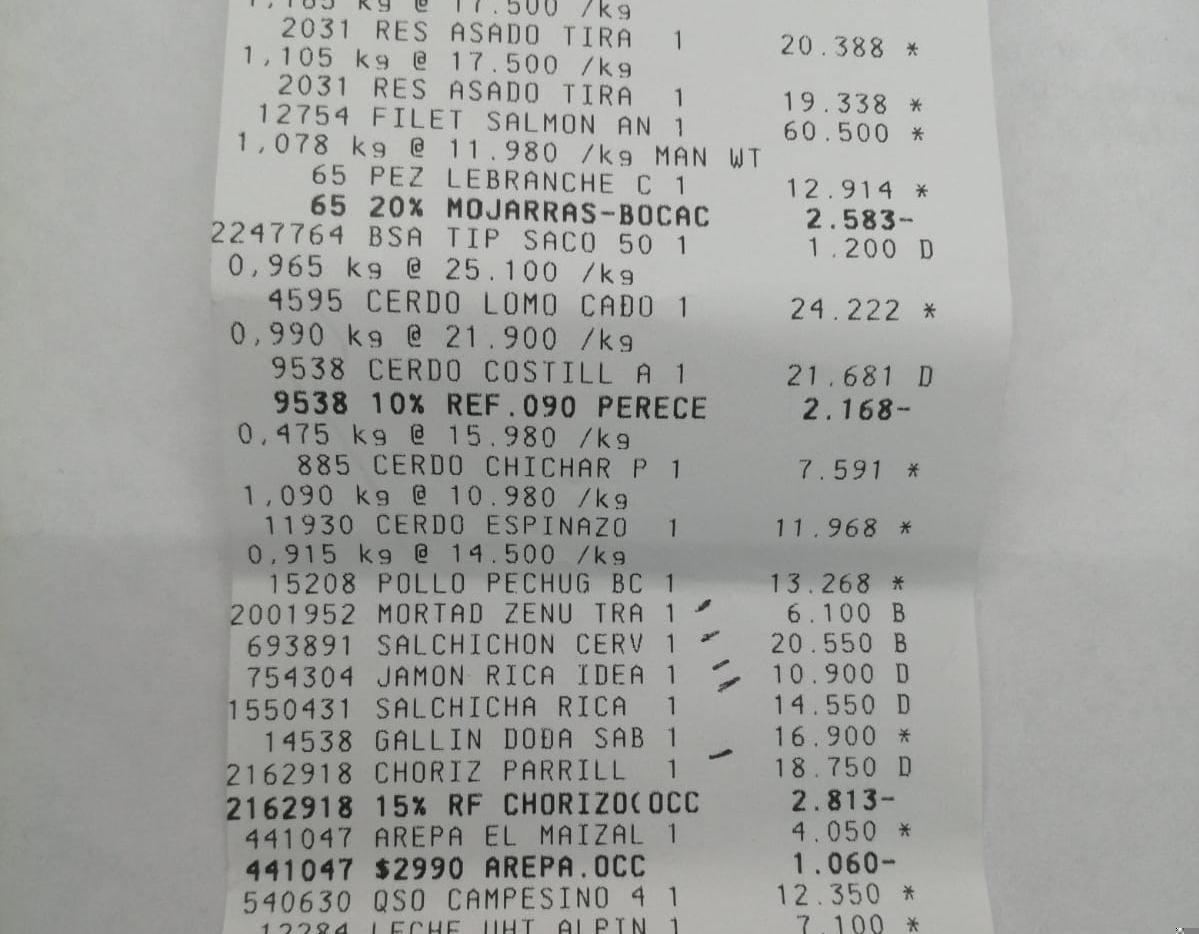 1,165 kg @ 17.500 /kg
2031 RES ASADO TIRA 1 20.388 *
1,105 kg @ 17.500 /kg
2031 RES ASADO TIRA 1 19.338 *
12754 FILET SALMON AN 1 60.500 *
1,078 kg @ 11.980 /kg MAN WT
65 PEZ LEBRANCHE C 1 12.914 *
65 20% MOJARRAS-BOCAC 2.583-
2247764 BSA TIP SACO 50 1 1.200 D
0,965 kg @ 25.100 /kg
4595 CERDO LOMO CAÐO 1 24.222 *
0,990 kg @ 21.900 /kg
9538 CERDO COSTILL A 1 21.681 D
9538 10% REF.090 PERECE 2.168-
0,475 kg @ 15.980 /kg
885 CERDO CHICHAR P 1 7.591 *
1,090 kg @ 10.980 /kg
11930 CERDO ESPINAZO 1 11.968 *
0,915 kg @ 14.500 /kg
15208 POLLO PECHUG BC 1 13.268 *
2001952 MORTAD ZENU TRA 1 6.100 B
693891 SALCHICHON CERV 1 20.550 B
754304 JAMON RICA IDEA 1 10.900 D
1550431 SALCHICHA RICA 1 14.550 D
14538 GALLIN DOÐA SAB 1 16.900 *
2162918 CHORIZ PARRILL 1 18.750 D
2162918 15% RF CHORIZO(OCC 2.813-
441047 AREPA EL MAIZAL 1 4.050 *
441047 $2990 AREPA.OCC 1.060-
540630 QSO CAMPESINO 4 1 12.350 *
12284 LECHE UHT ALPIN 1 7.100 *